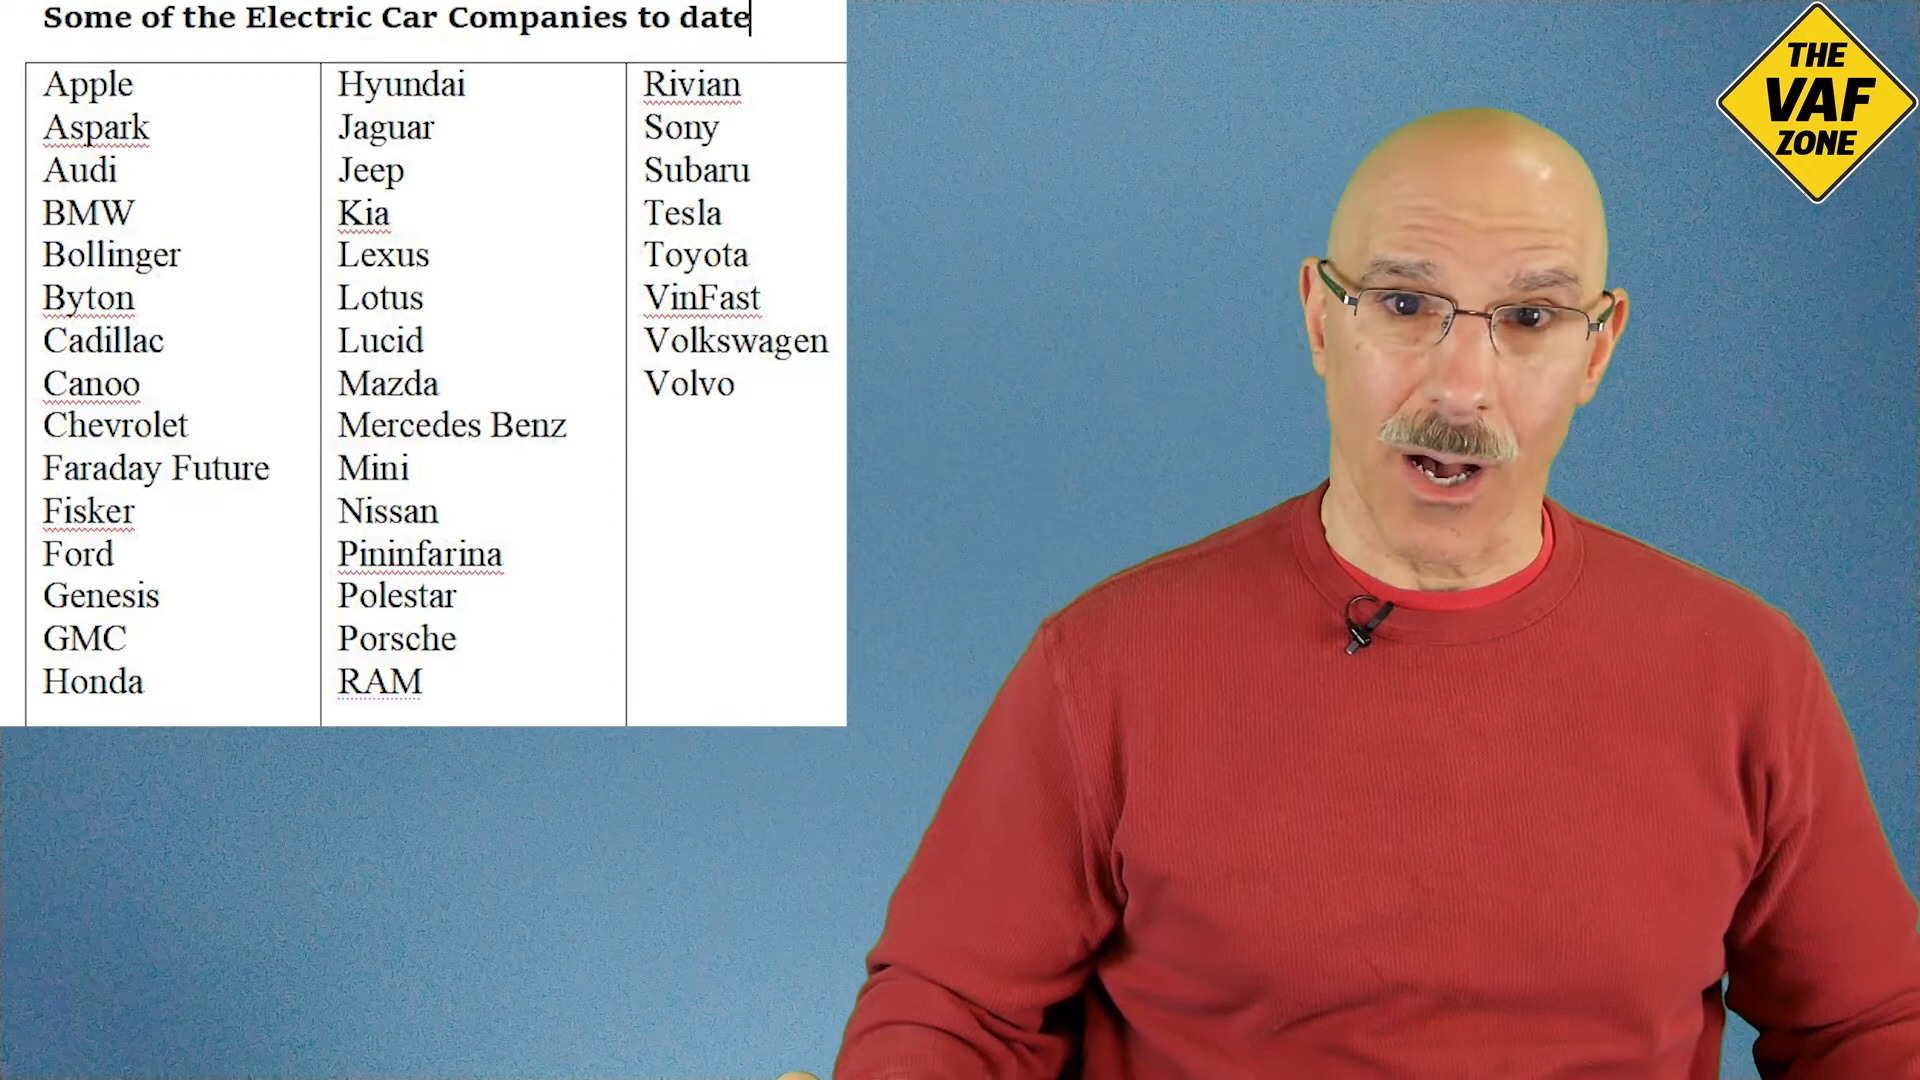 Some of the Electric Car Companies to date
Apple
Aspark
Audi
BMW
Bollinger
Byton
Cadillac
Canoo
Chevrolet
Faraday Future
Fisker
Ford
Genesis
GMC
Honda
Hyundai
Jaguar
Jeep
Kia
Lexus
Lotus
Lucid
Mazda
Mercedes Benz
Mini
Nissan
Pininfarina
Polestar
Porsche
RAM
Rivian
Sony
Subaru
Tesla
Toyota
VinFast
Volkswagen
Volvo
THE
VAF
ZONE